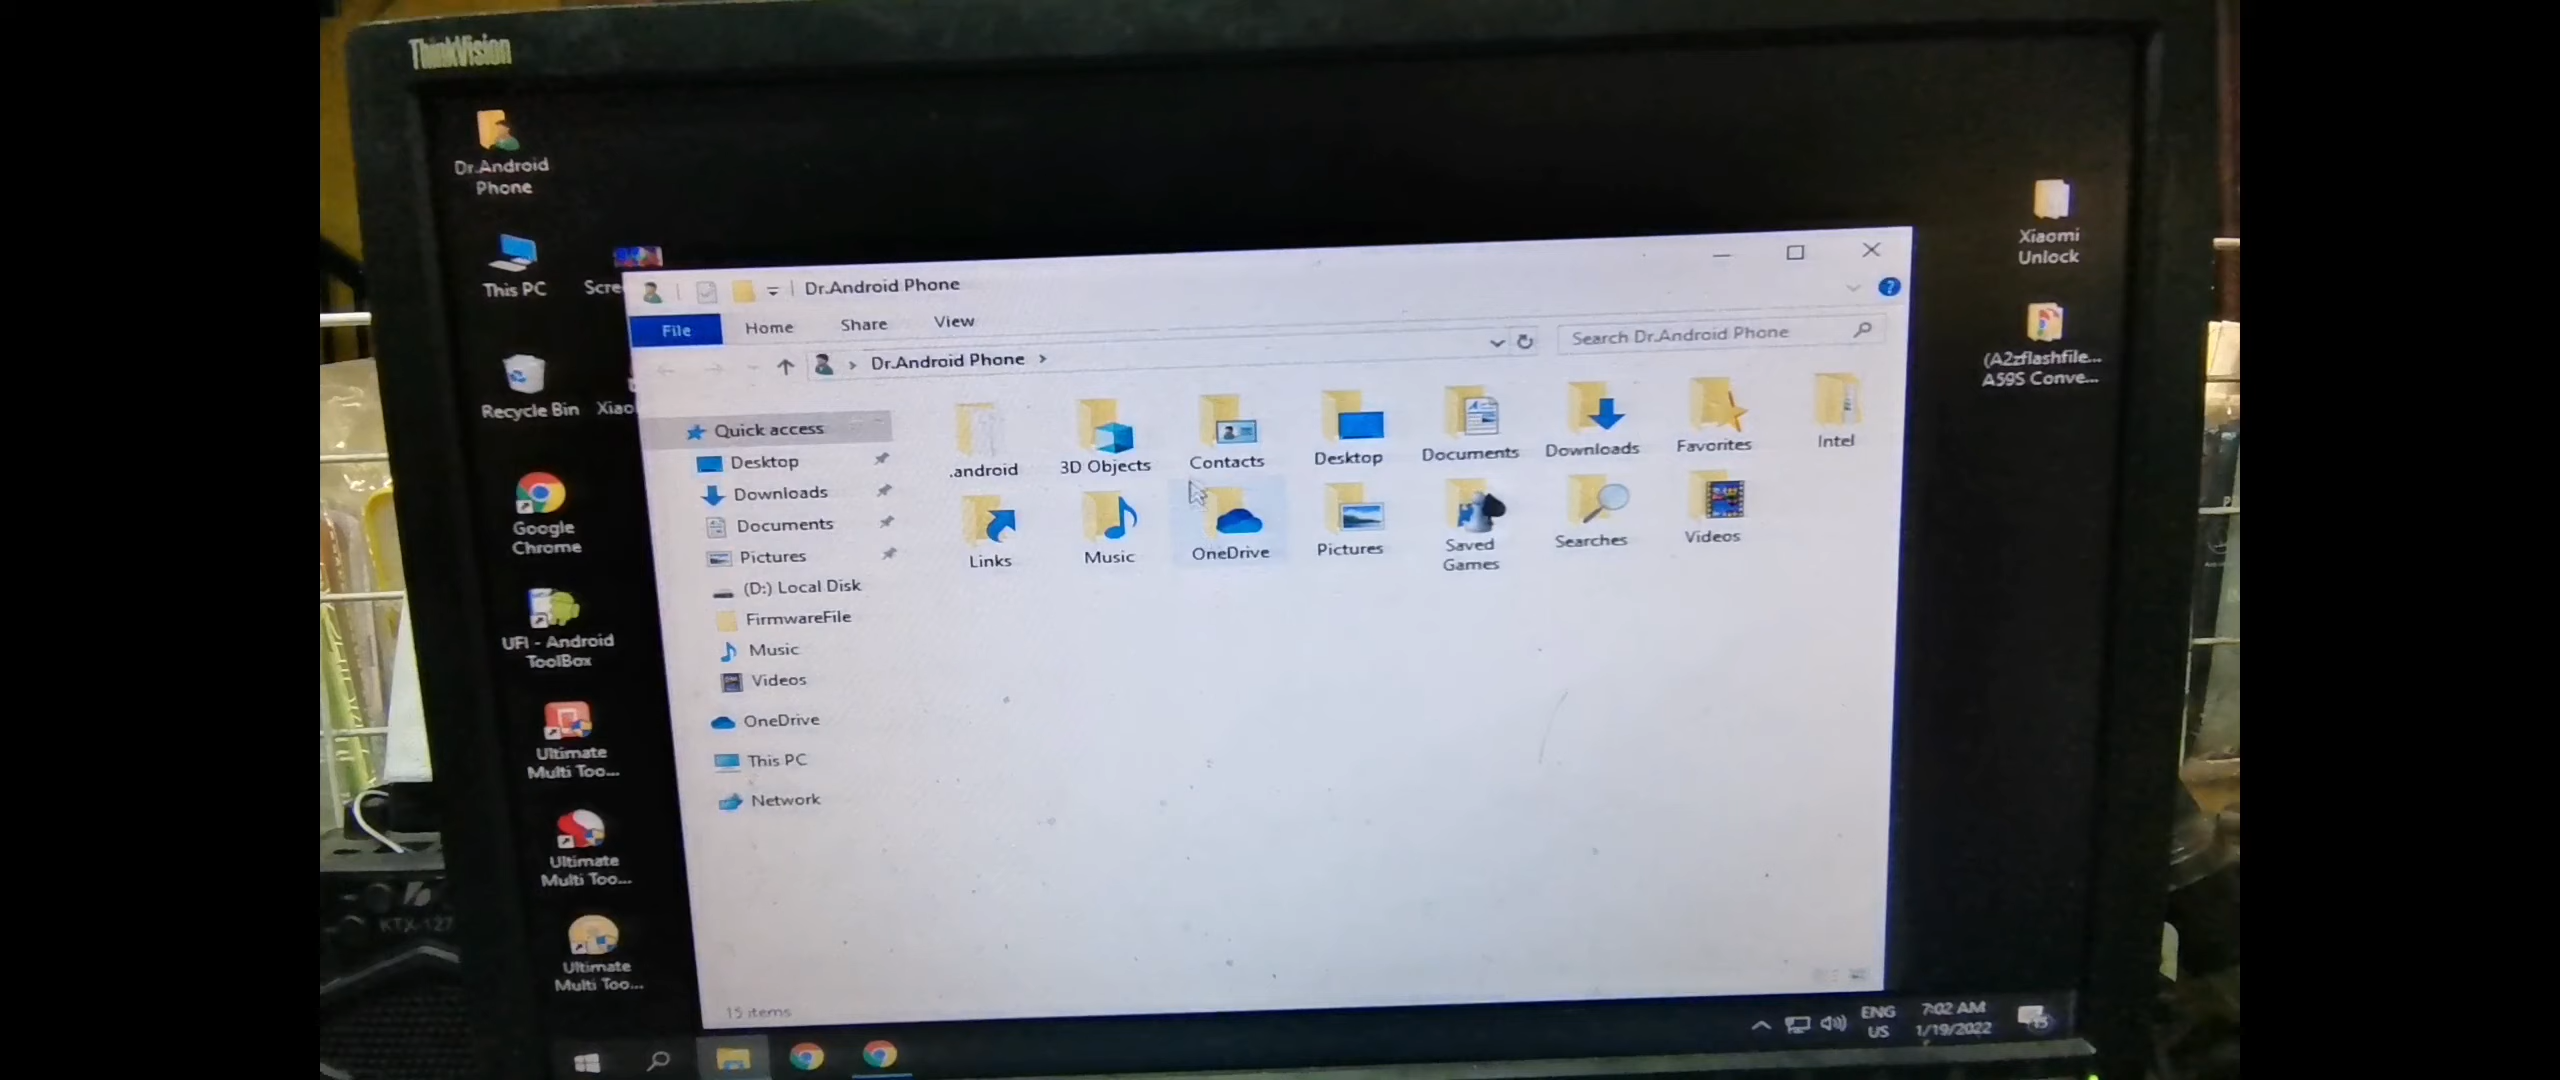 ThinkVision
Dr.Android
Phone
This PC
Scre
Recycle Bin
Xiao
Google
Chrome
UFI - Android
ToolBox
Ultimate
Multi Too...
Ultimate
Multi Too...
Ultimate
Multi Too...
Xiaomi
Unlock
(A2zflashfile...
A59S Conve...
Dr.Android Phone
File
Home
Share
View
Dr.Android Phone
Search Dr.Android Phone
Quick access
Desktop
Downloads
Documents
Pictures
(D:) Local Disk
FirmwareFile
Music
Videos
OneDrive
This PC
Network
.android
3D Objects
Contacts
Desktop
Documents
Downloads
Favorites
Intel
Links
Music
OneDrive
Pictures
Saved
Games
Searches
Videos
15 items
KTX-127
ENG
US
7:02 AM
1/19/2022